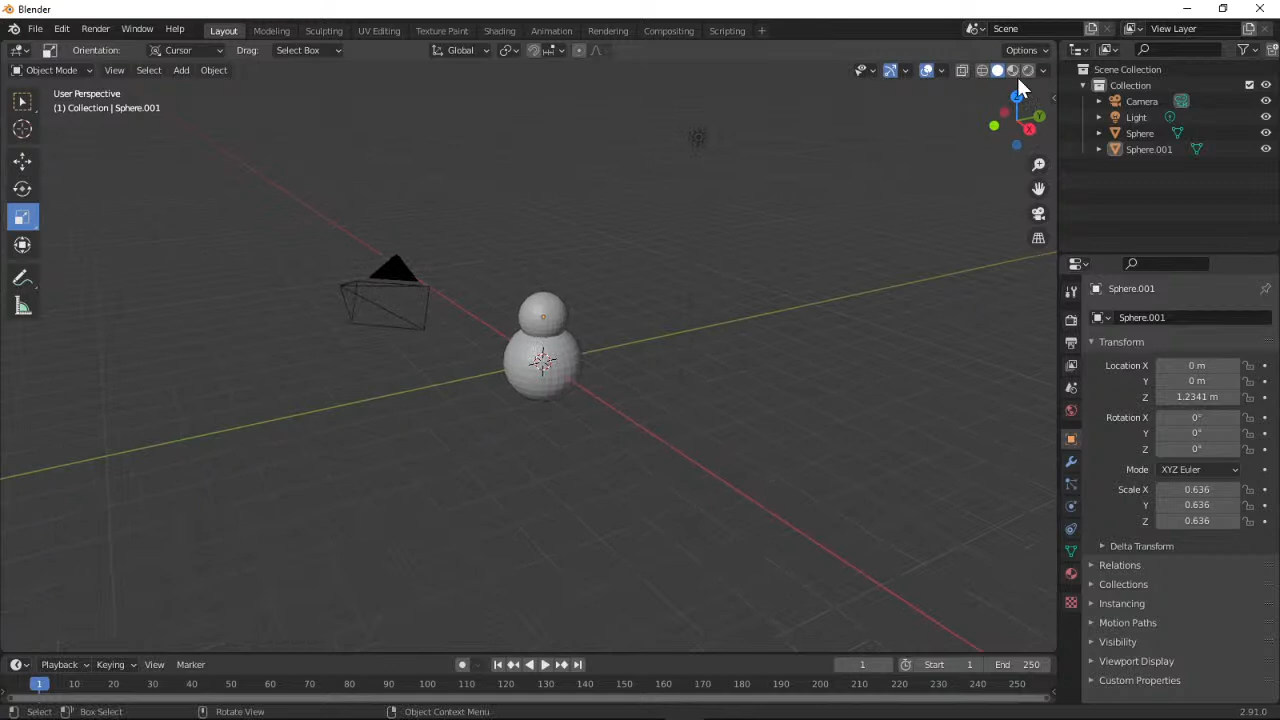 Blender
File Edit Render Window Help Layout Modeling Sculpting UV Editing Texture Paint Shading Animation Rendering Compositing Scripting + Scene View Layer
Orientation: Cursor Drag: Select Box Global Options
Object Mode View Select Add Object
User Perspective
(1) Collection | Sphere.001
Z
Y
X
Scene Collection
Collection
Camera
Light
Sphere
Sphere.001
Sphere.001
Sphere.001
Transform
Location X 0 m
Y 0 m
Z 1.2341 m
Rotation X 0°
Y 0°
Z 0°
Mode XYZ Euler
Scale X 0.636
Y 0.636
Z 0.636
Delta Transform
Relations
Collections
Instancing
Motion Paths
Visibility
Viewport Display
Custom Properties
Playback Keying View Marker 1 Start 1 End 250
1 10 20 30 40 50 60 70 80 90 100 110 120 130 140 150 160 170 180 190 200 210 220 230 240 250
Select Box Select Rotate View Object Context Menu 2.91.0